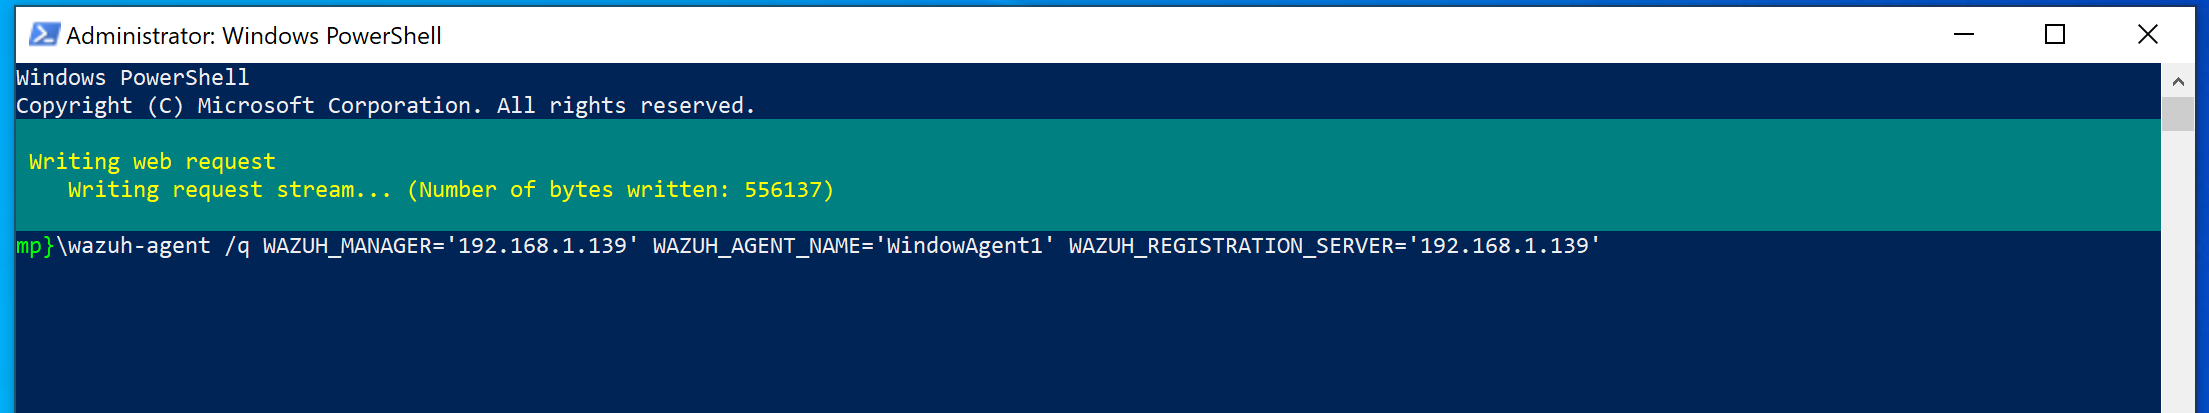 Administrator: Windows PowerShell
Windows PowerShell
Copyright (C) Microsoft Corporation. All rights reserved.
Writing web request
Writing request stream... (Number of bytes written: 556137)
mp}\wazuh-agent /q WAZUH_MANAGER='192.168.1.139' WAZUH_AGENT_NAME='WindowAgent1' WAZUH_REGISTRATION_SERVER='192.168.1.139'